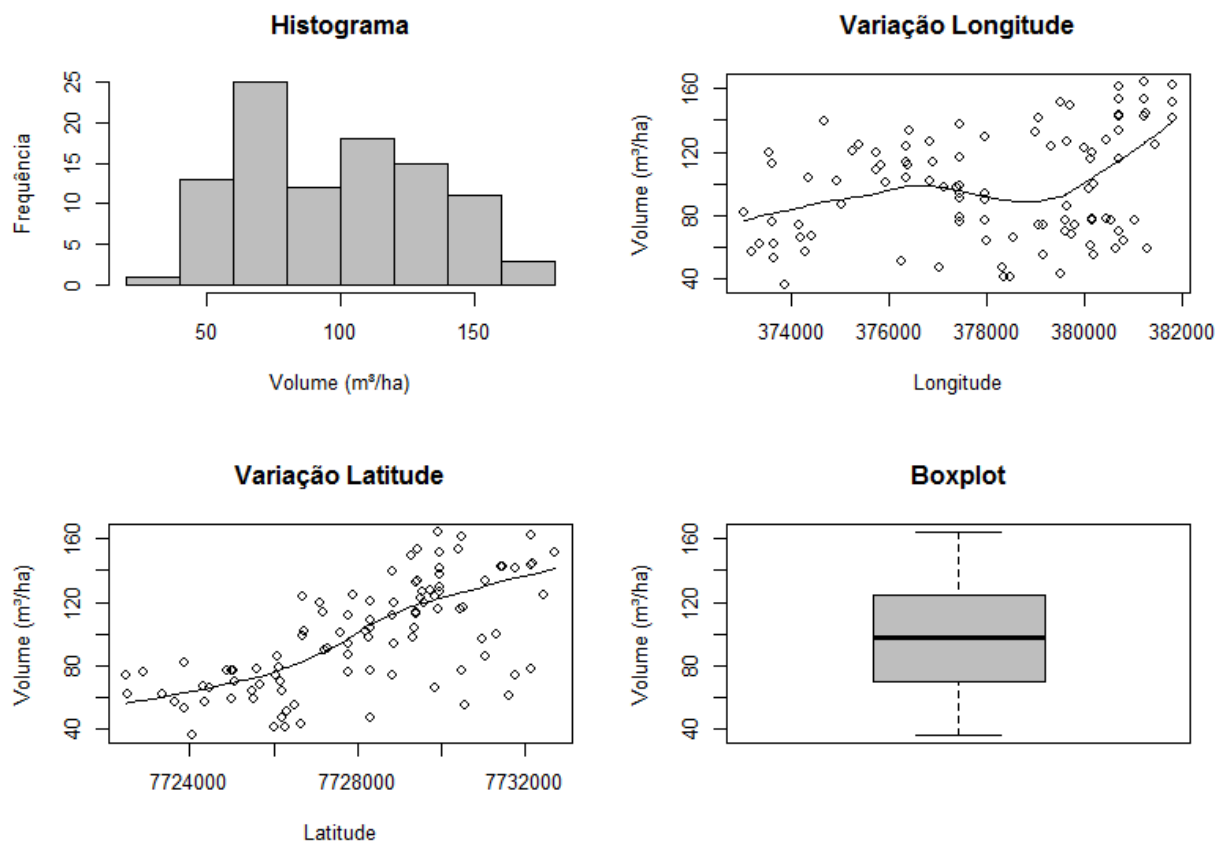 Histograma
Frequência
25
20
15
10
5
0
50 100 150
Volume (m³/ha)
Variação Longitude
Volume (m³/ha)
160
120
80
40
374000 376000 378000 380000 382000
Longitude
Variação Latitude
Volume (m³/ha)
160
120
80
40
7724000 7728000 7732000
Latitude
Boxplot
Volume (m³/ha)
160
120
80
40